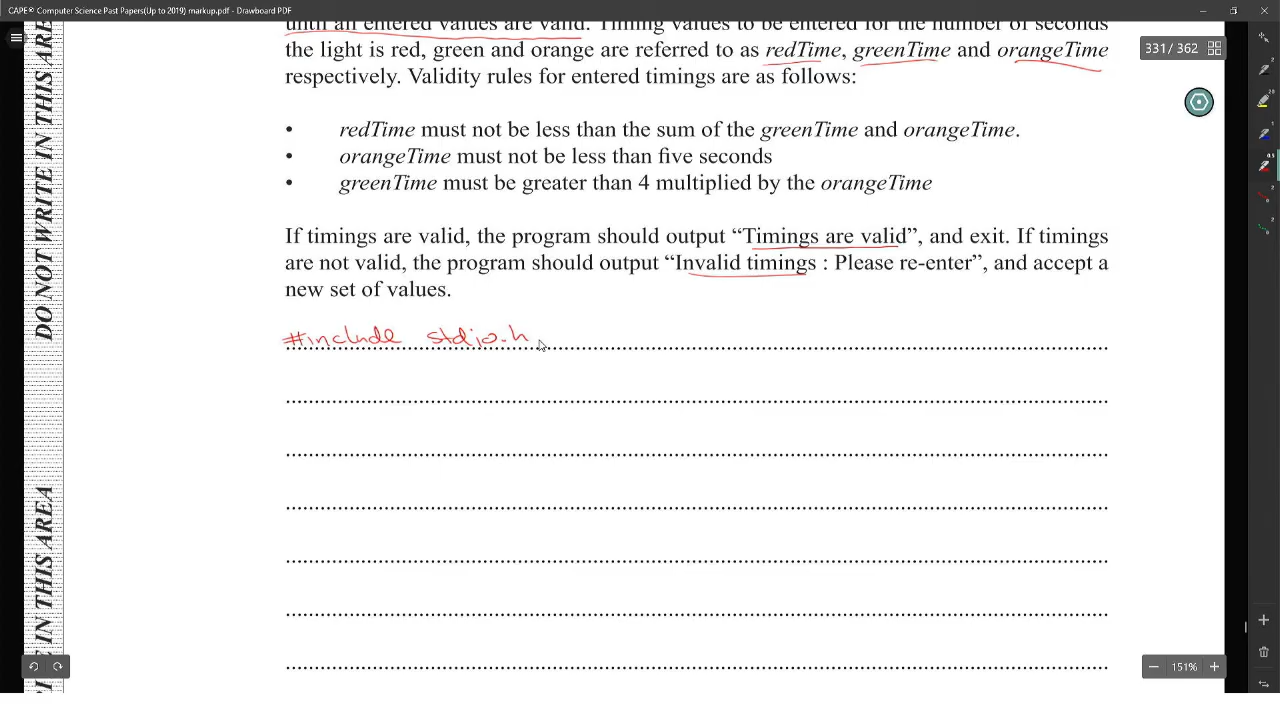 CAPE® Computer Science Past Papers(Up to 2019) markup.pdf - Drawboard PDF
until all entered values are valid. Timing values to be entered for the number of seconds
the light is red, green and orange are referred to as redTime, greenTime and orangeTime
respectively. Validity rules for entered timings are as follows:
• redTime must not be less than the sum of the greenTime and orangeTime.
• orangeTime must not be less than five seconds
• greenTime must be greater than 4 multiplied by the orangeTime
If timings are valid, the program should output “Timings are valid”, and exit. If timings
are not valid, the program should output “Invalid timings : Please re-enter”, and accept a
new set of values.
#include stdio.h
DO NOT WRITE IN THIS ARE
E IN THIS AREA
331 / 362
151%